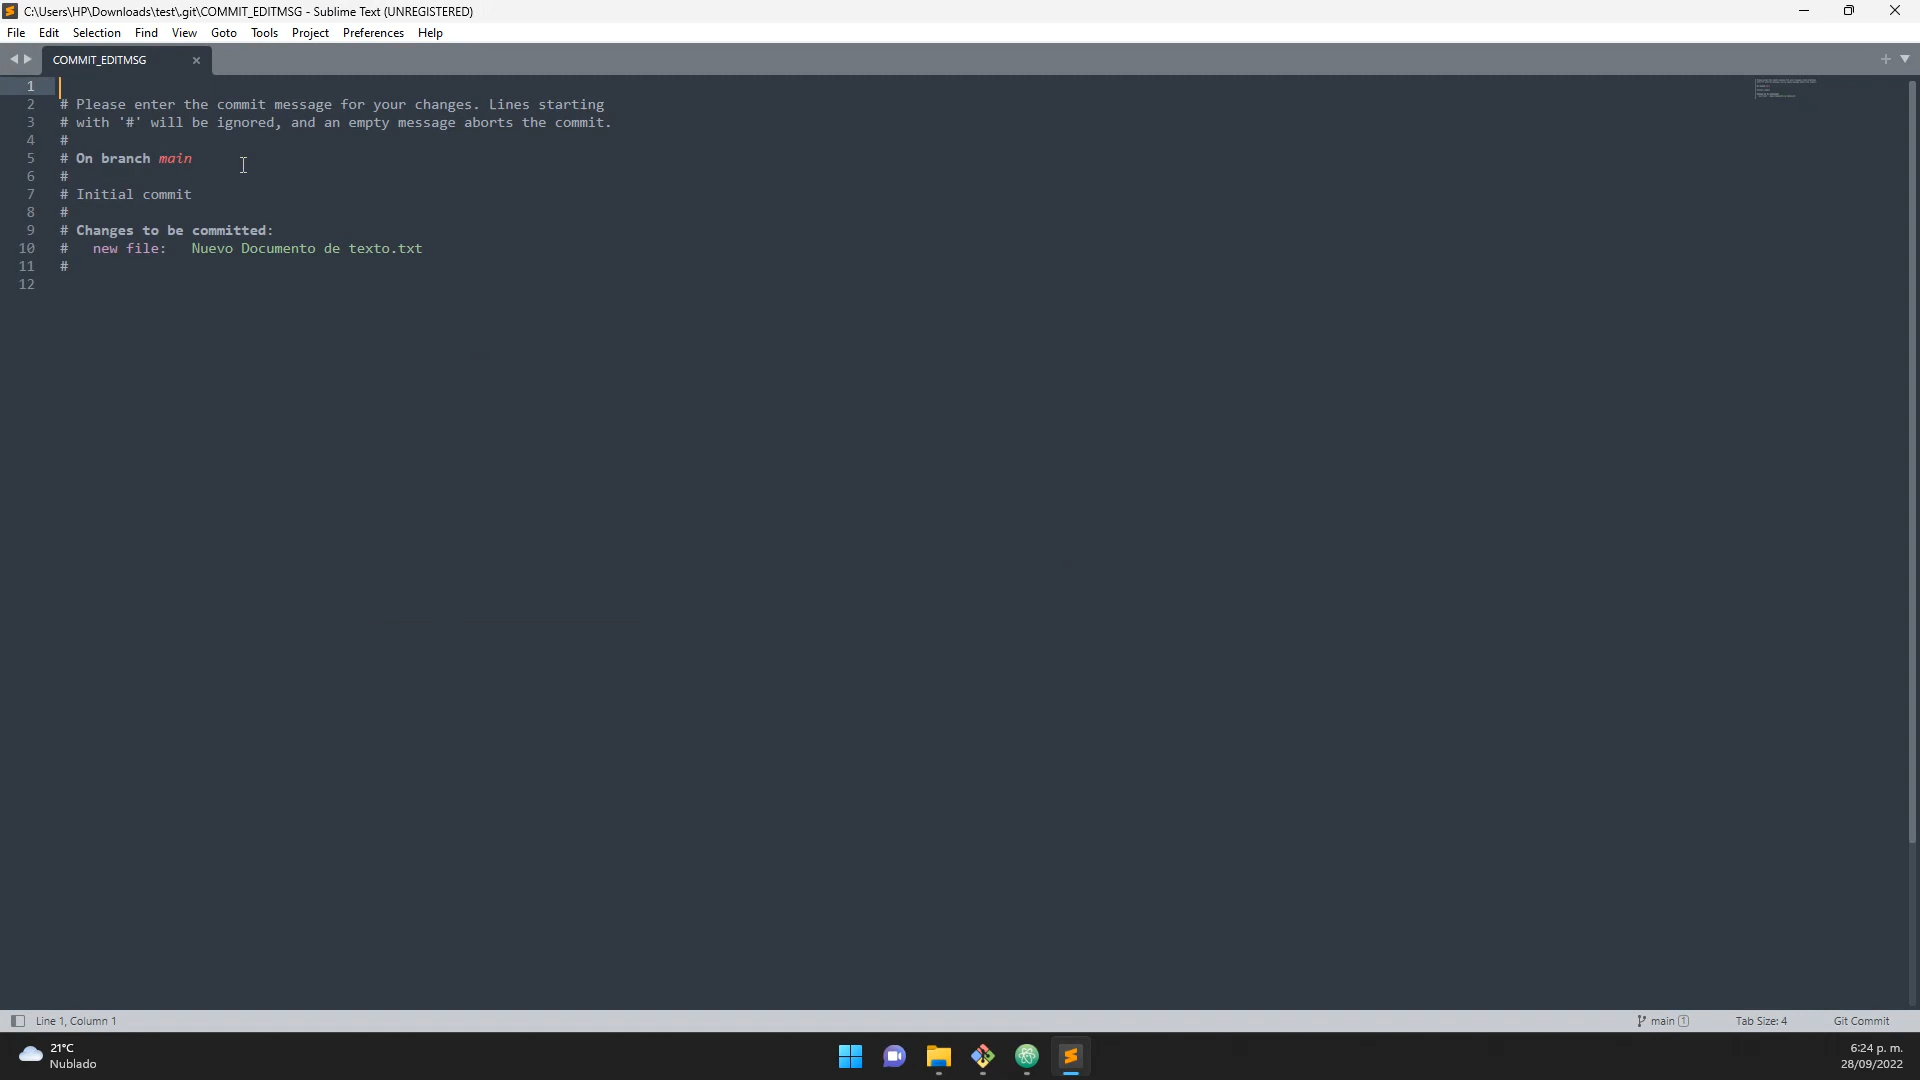 C:\Users\HP\Downloads\test\.git\COMMIT_EDITMSG - Sublime Text (UNREGISTERED)
File Edit Selection Find View Goto Tools Project Preferences Help
COMMIT_EDITMSG
1
2 # Please enter the commit message for your changes. Lines starting
3 # with '#' will be ignored, and an empty message aborts the commit.
4 #
5 # On branch main
6 #
7 # Initial commit
8 #
9 # Changes to be committed:
10 # new file: Nuevo Documento de texto.txt
11 #
12
Line 1, Column 1 main 1 Tab Size: 4 Git Commit
21°C
Nublado
6:24 p. m.
28/09/2022